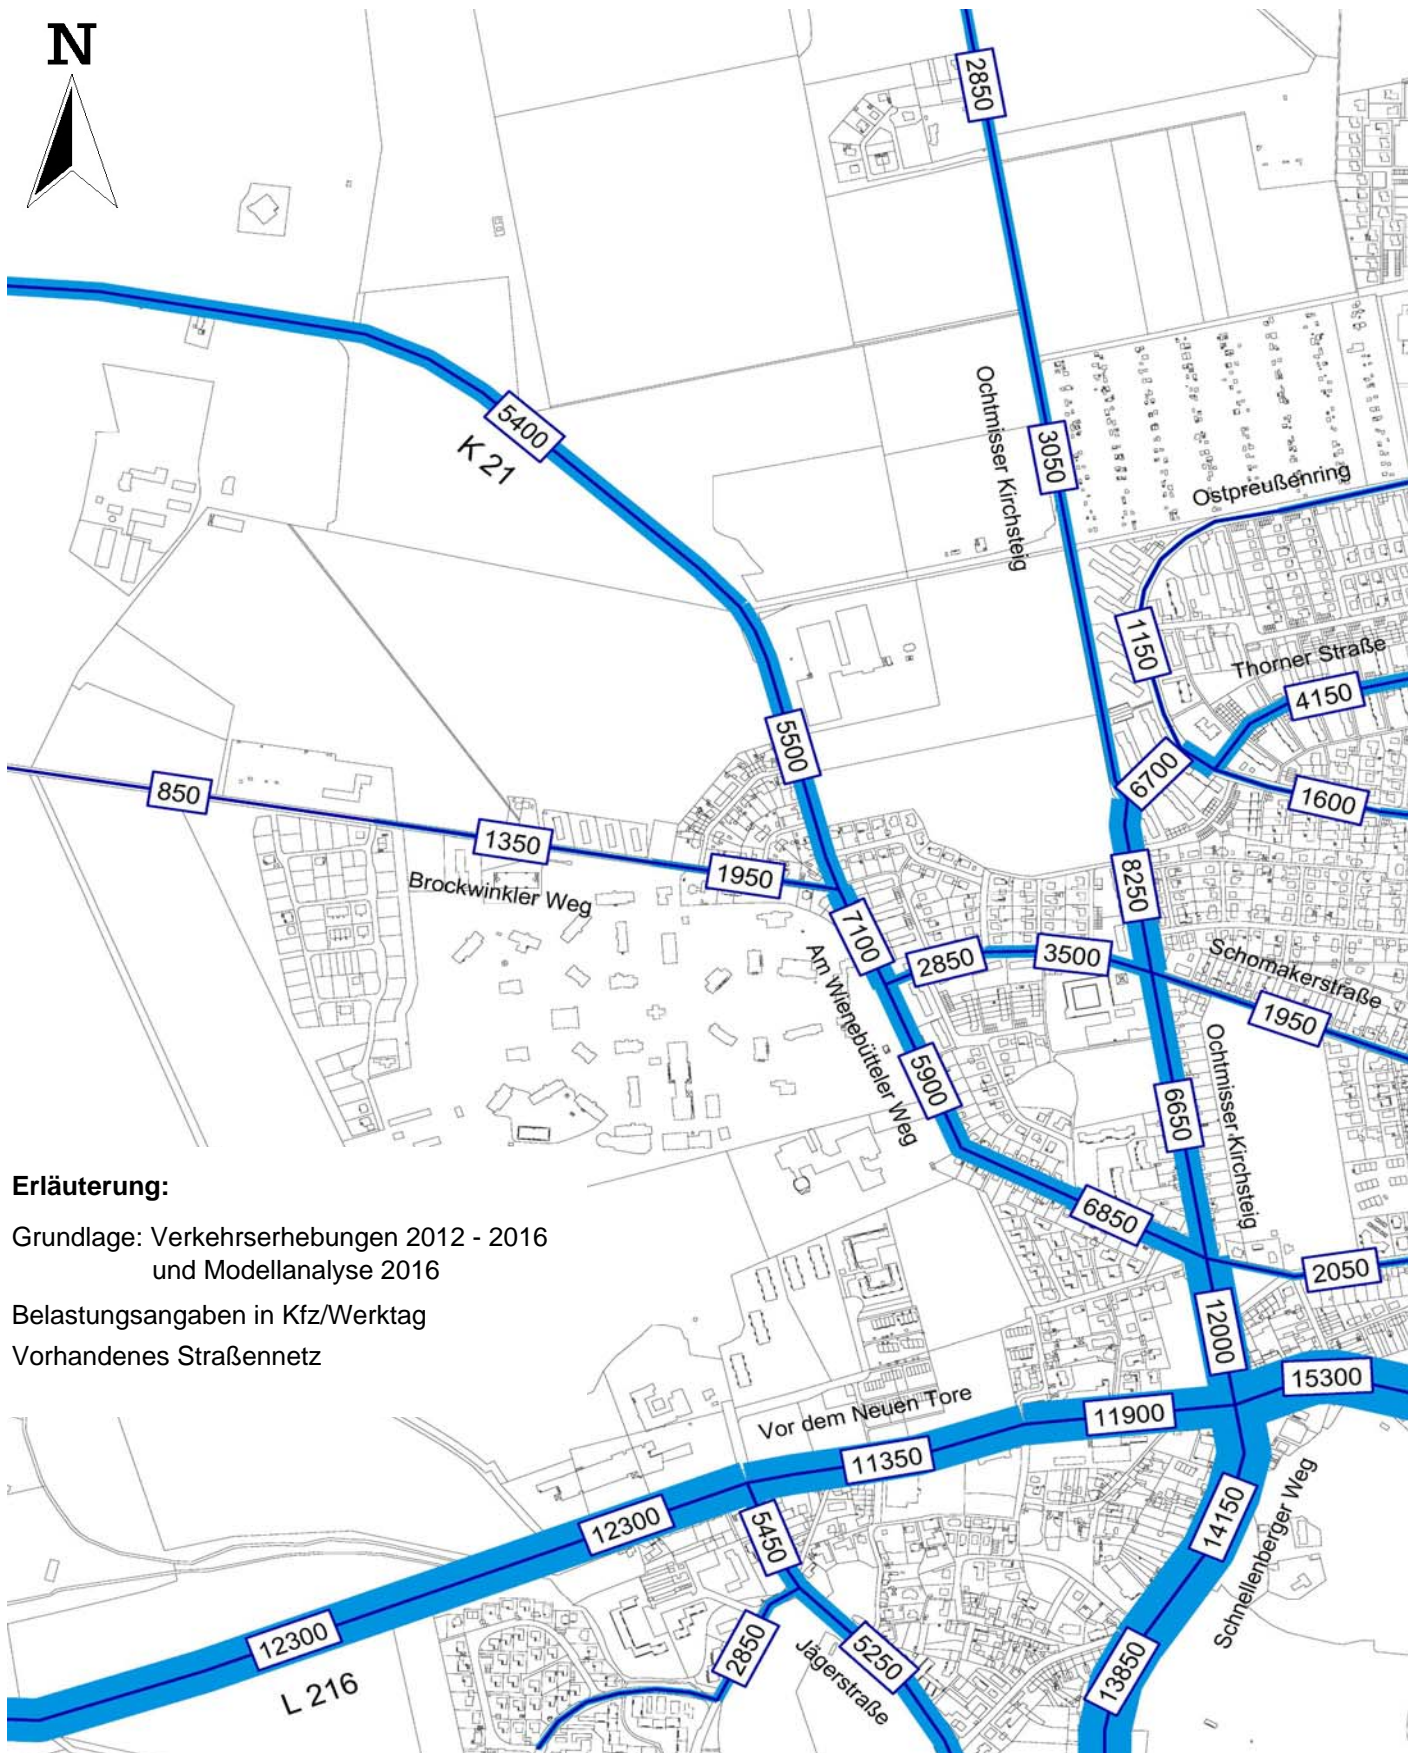 N
2850
5400
K 21
Ochtmisser Kirchsteig
3050
Ostpreußenring
1150
Thorner Straße
4150
5500
6700
1600
850
1350
1950
Brockwinkler Weg
8250
7100
2850
3500
Schomakerstraße
1950
Am Wienebütteler Weg
5900
6650
Ochtmisser Kirchsteig
6850
2050
Erläuterung:
Grundlage: Verkehrserhebungen 2012 - 2016
und Modellanalyse 2016
Belastungsangaben in Kfz/Werktag
Vorhandenes Straßennetz
12000
15300
Vor dem Neuen Tore
11900
11350
12300
5450
14150
Schnellenberger Weg
12300
L 216
2850
5250
Jägerstraße
13850